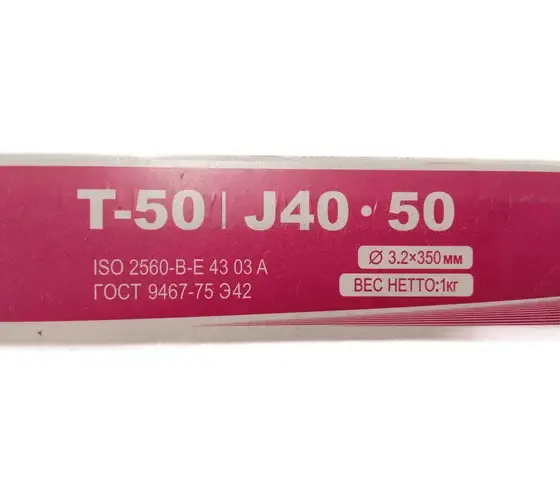 T-50 | J40 • 50
ISO 2560-B-E 43 03 A
ГОСТ 9467-75 Э42
Ø 3.2×350 мм
ВЕС НЕТТО:1кг